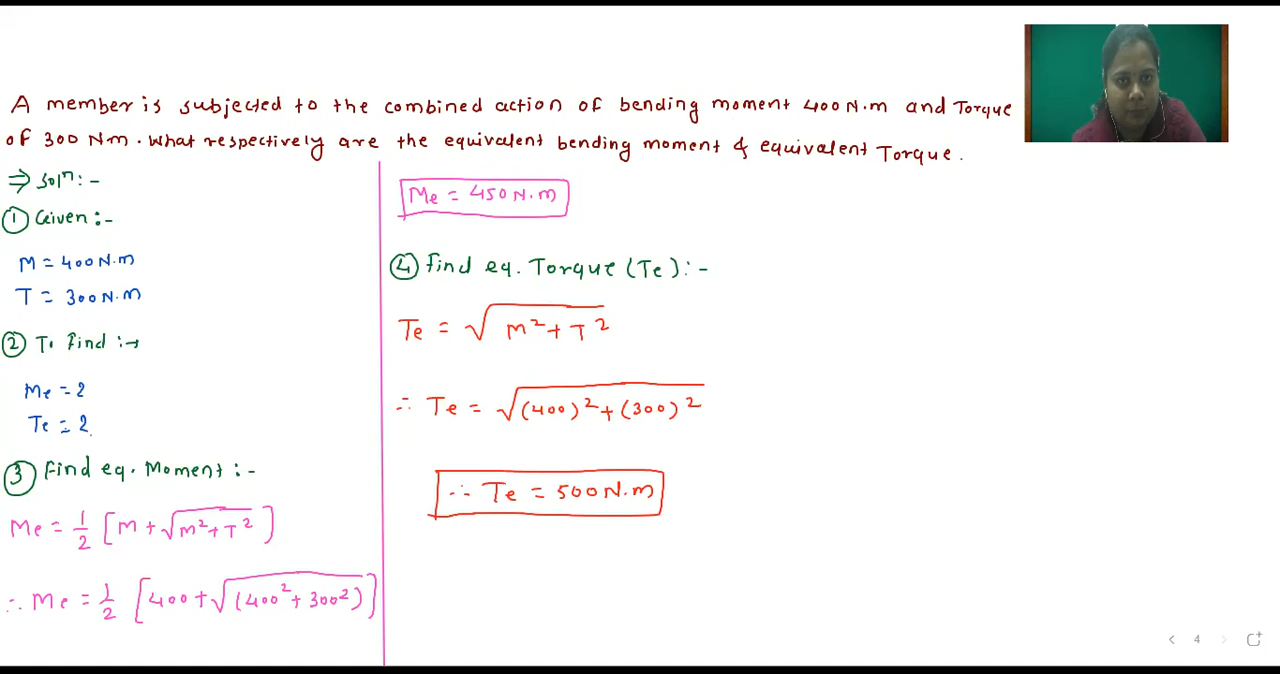 A member is subjected to the combined action of bending moment 400 N.m and Torque
of 300 Nm. What respectively are the equivalent bending moment & equivalent Torque.
⇒ Solⁿ:-
① Given:-
M = 400 N.m
T = 300 N.m
② To Find :→
Me = ?
Te = ?
③ Find eq. Moment :-
Me = 1/2 [M + √(M² + T²)]
∴ Me = 1/2 [400 + √(400² + 300²)]
Me = 450 N.m
④ Find eq. Torque (Te):-
Te = √(M² + T²)
∴ Te = √((400)² + (300)²)
∴ Te = 500 N.m
4